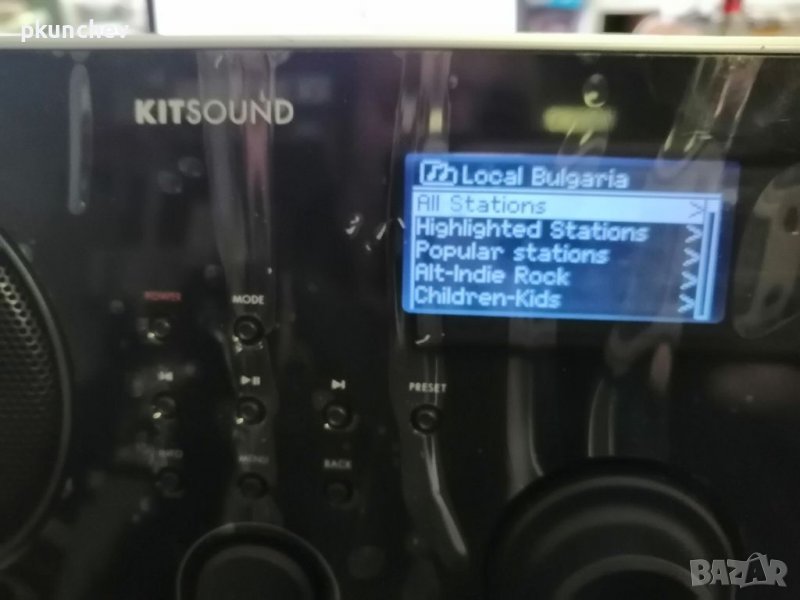 pkunchev
KITSOUND
Local Bulgaria
All Stations
Highlighted Stations
Popular stations
Alt-Indie Rock
Children-Kids
POWER
MODE
PRESET
INFO
MENU
BACK
BAZAR